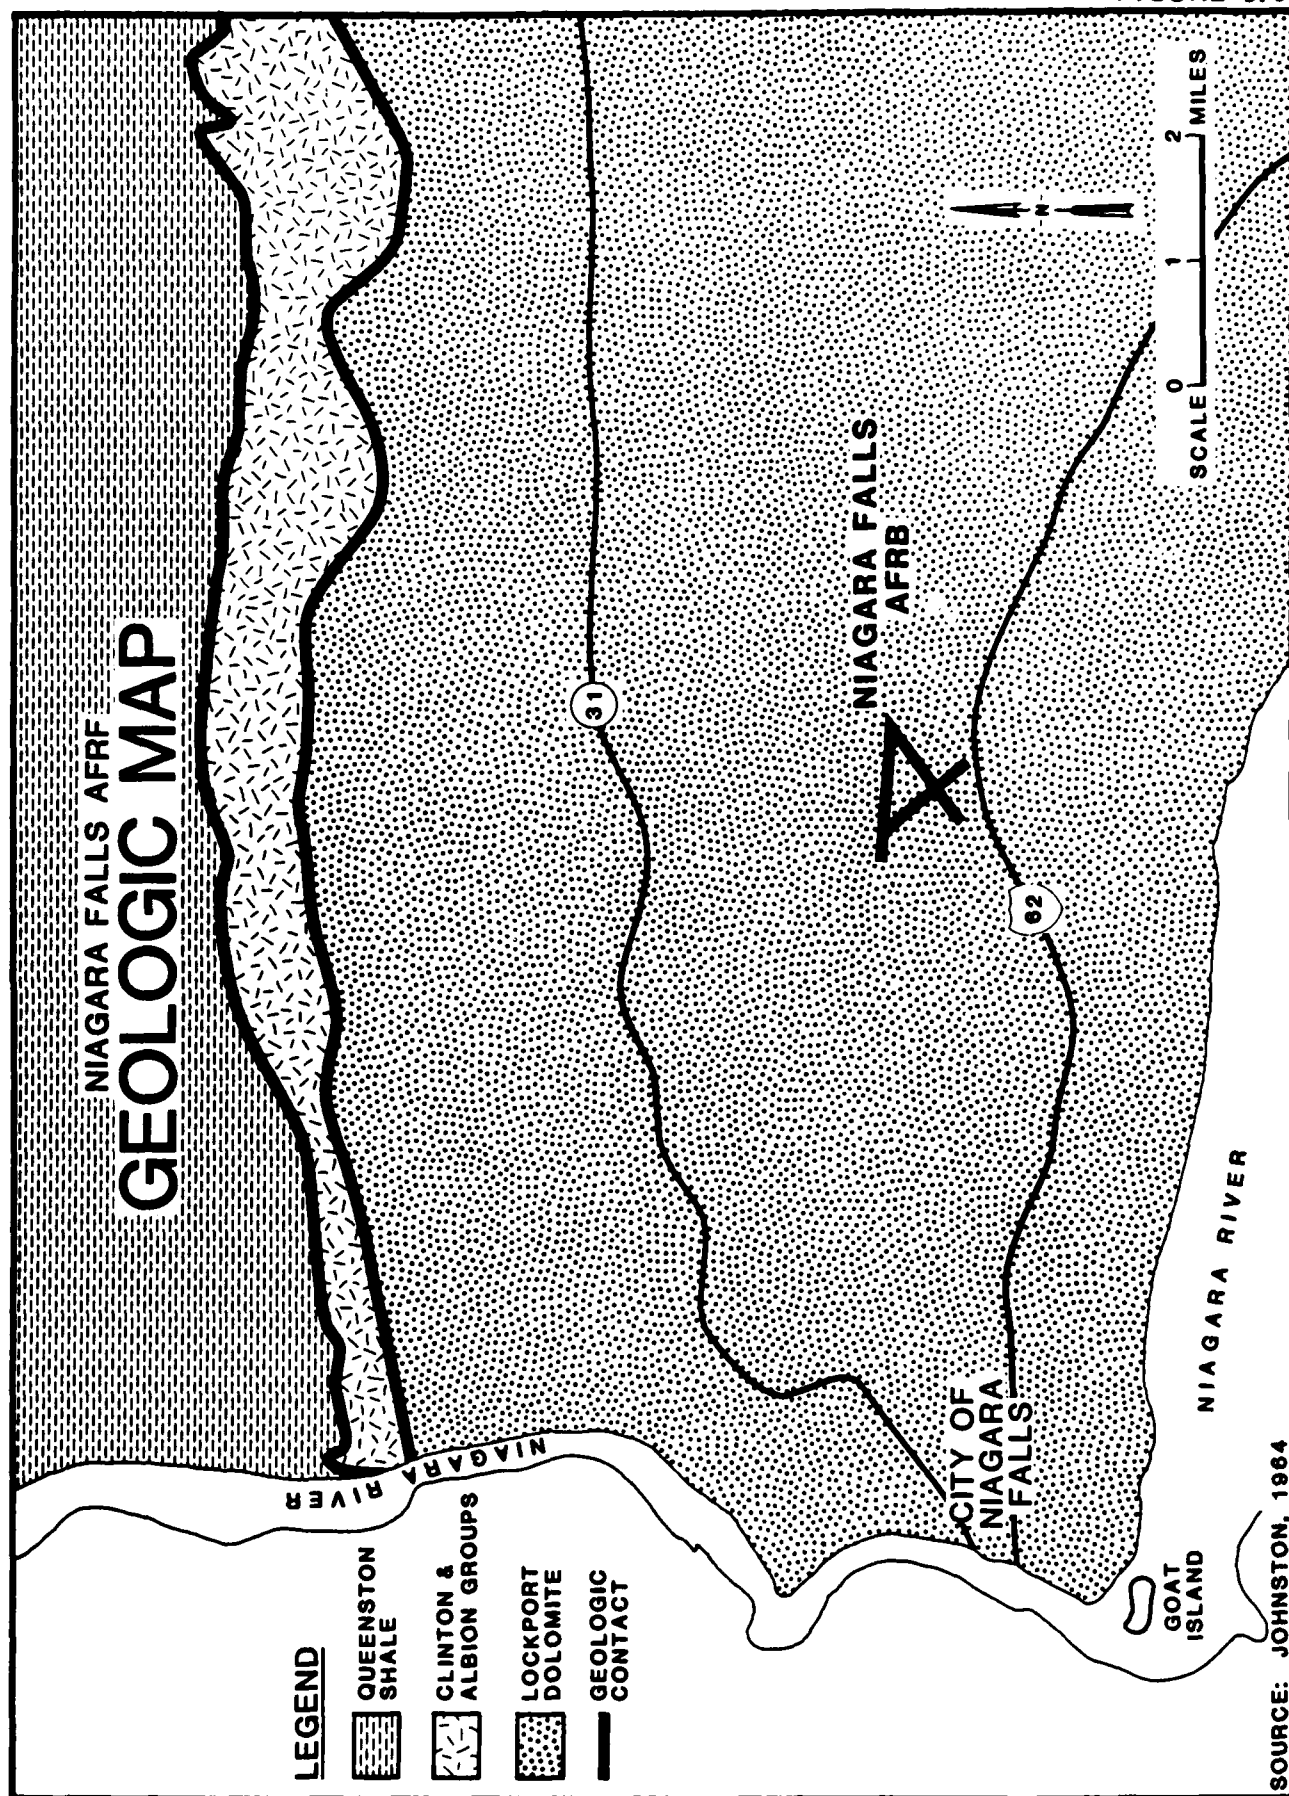 NIAGARA FALLS AFRF
GEOLOGIC MAP
LEGEND
QUEENSTON
SHALE
CLINTON &
ALBION GROUPS
LOCKPORT
DOLOMITE
GEOLOGIC
CONTACT
NIAGARA RIVER
31
NIAGARA FALLS
AFRB
62
CITY OF
NIAGARA
FALLS
NIAGARA RIVER
GOAT
ISLAND
N
SCALE 0 1 2 MILES
SOURCE: JOHNSTON, 1964